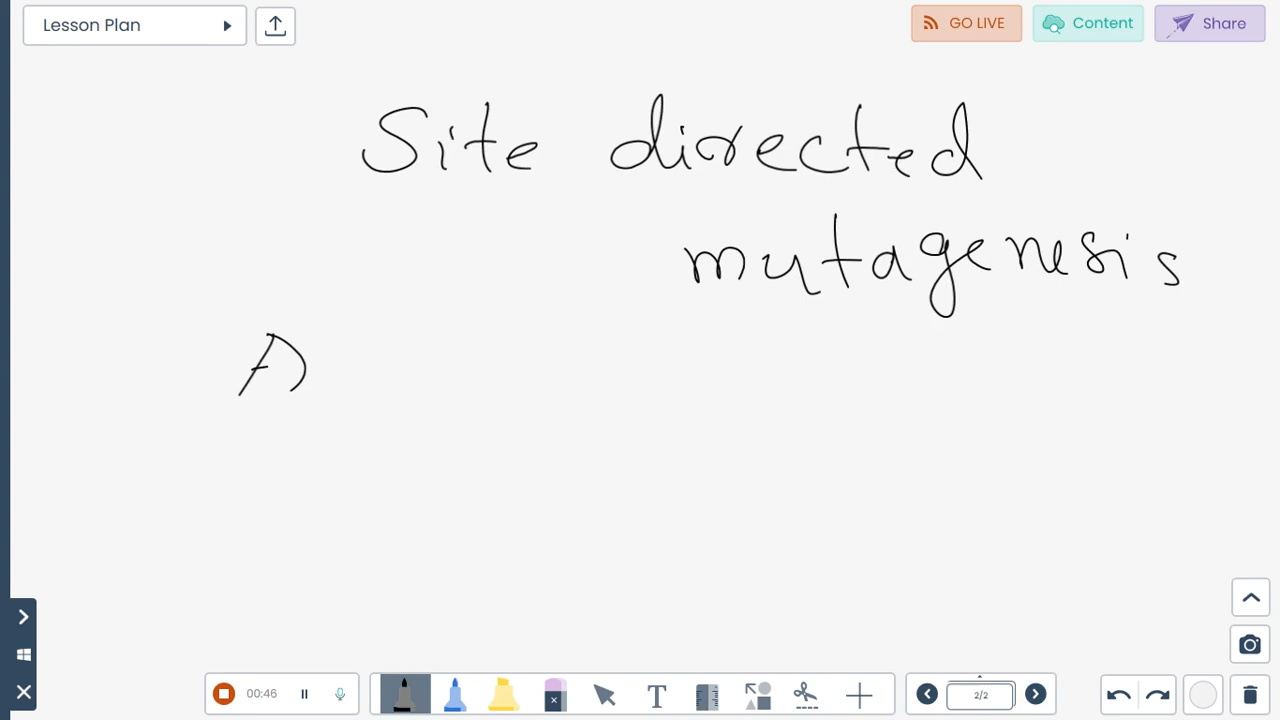 Lesson Plan
GO LIVE
Content
Share
Site directed
mutagenesis
00:46
T
2/2